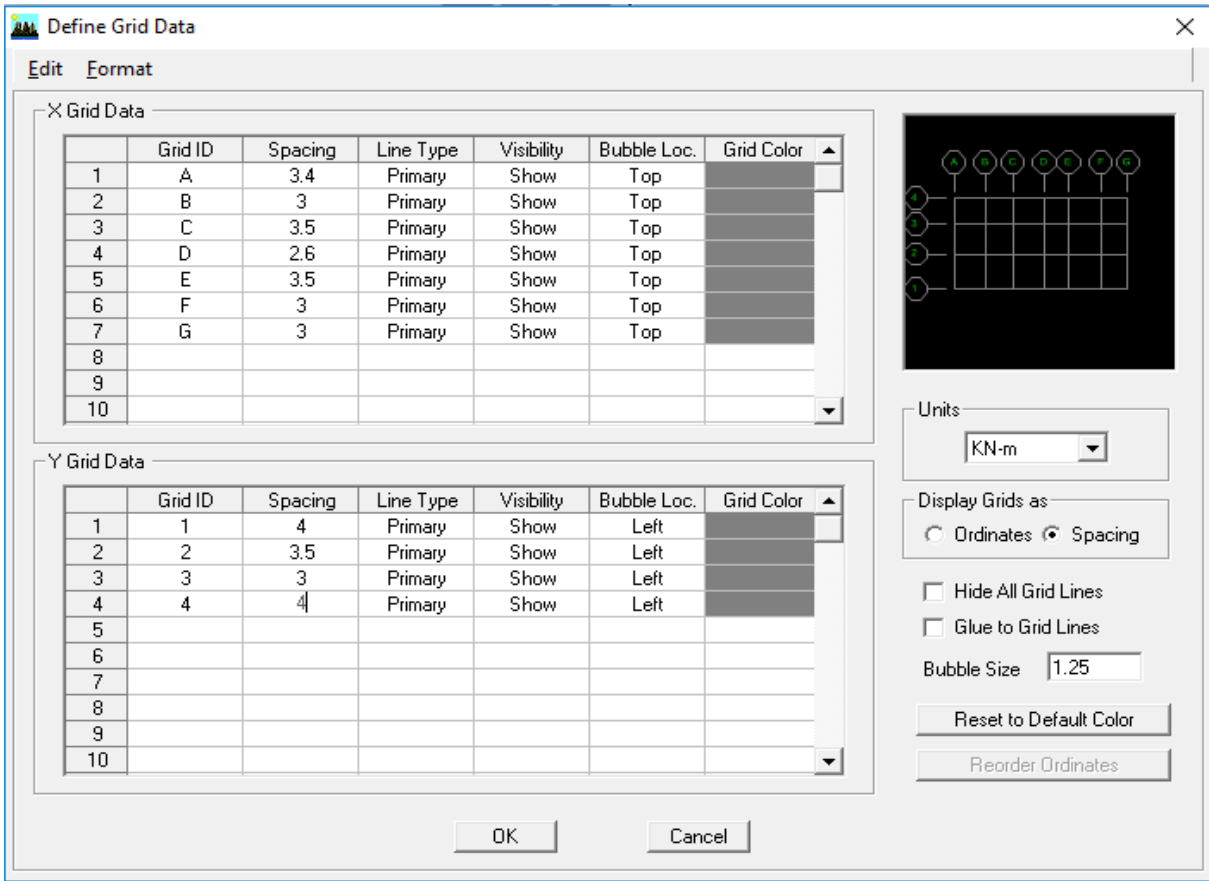 Define Grid Data
Edit Format
X Grid Data
Grid ID Spacing Line Type Visibility Bubble Loc. Grid Color
1 A 3.4 Primary Show Top
2 B 3 Primary Show Top
3 C 3.5 Primary Show Top
4 D 2.6 Primary Show Top
5 E 3.5 Primary Show Top
6 F 3 Primary Show Top
7 G 3 Primary Show Top
8
9
10
Y Grid Data
Grid ID Spacing Line Type Visibility Bubble Loc. Grid Color
1 1 4 Primary Show Left
2 2 3.5 Primary Show Left
3 3 3 Primary Show Left
4 4 4 Primary Show Left
5
6
7
8
9
10
A B C D E F G
4
3
2
1
Units
KN-m
Display Grids as
Ordinates Spacing
Hide All Grid Lines
Glue to Grid Lines
Bubble Size 1.25
Reset to Default Color
Reorder Ordinates
OK Cancel